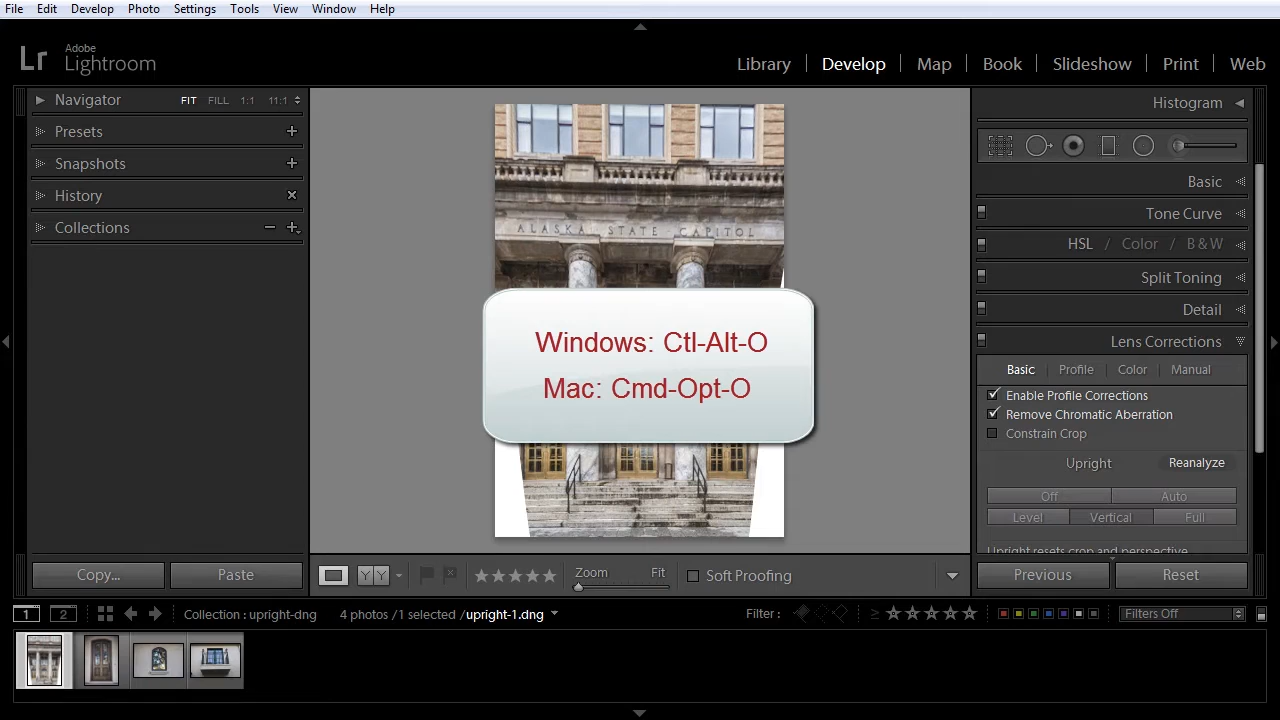 File Edit Develop Photo Settings Tools View Window Help
Lr Adobe Lightroom
Library Develop Map Book Slideshow Print Web
Navigator FIT FILL 1:1 11:1
Presets
Snapshots
History
Collections
ALASKA STATE CAPITOL
Windows: Ctl-Alt-O
Mac: Cmd-Opt-O
Histogram
Basic
Tone Curve
HSL / Color / B & W
Split Toning
Detail
Lens Corrections
Basic Profile Color Manual
Enable Profile Corrections
Remove Chromatic Aberration
Constrain Crop
Upright Reanalyze
Off Auto
Level Vertical Full
Upright resets crop and perspective
Copy... Paste
YY Zoom Fit Soft Proofing
Previous Reset
1 2 Collection : upright-dng 4 photos /1 selected /upright-1.dng Filter : ≥ Filters Off